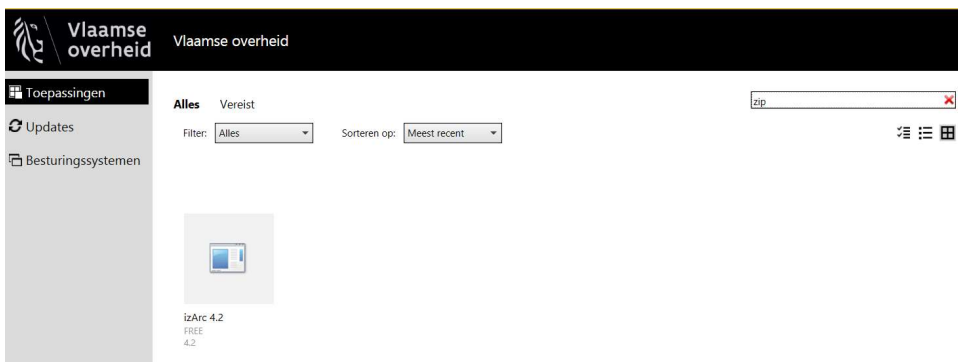 Vlaamse
overheid
Vlaamse overheid
Toepassingen
Updates
Besturingssystemen
Alles Vereist
zip
Filter: Alles Sorteren op: Meest recent
izArc 4.2
FREE
4.2